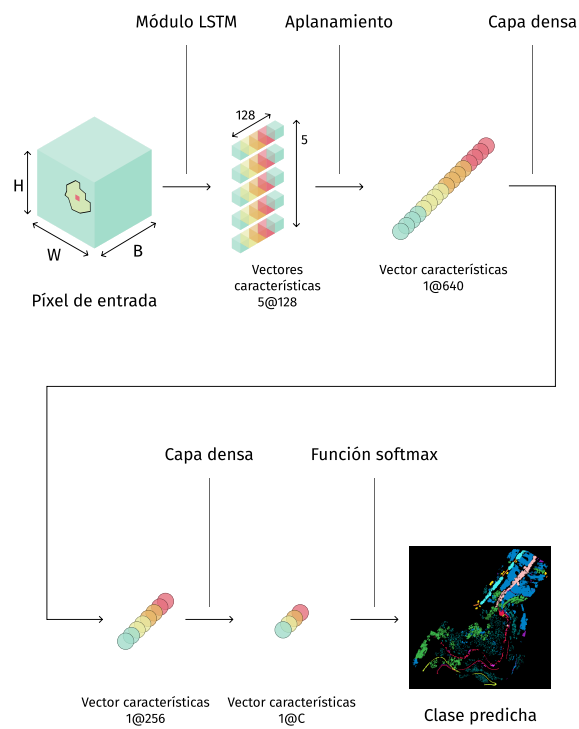 Módulo LSTM
Aplanamiento
Capa densa
128
5
H
W
B
Píxel de entrada
Vectores
características
5@128
Vector características
1@640
Capa densa
Función softmax
Vector características
1@256
Vector características
1@C
Clase predicha